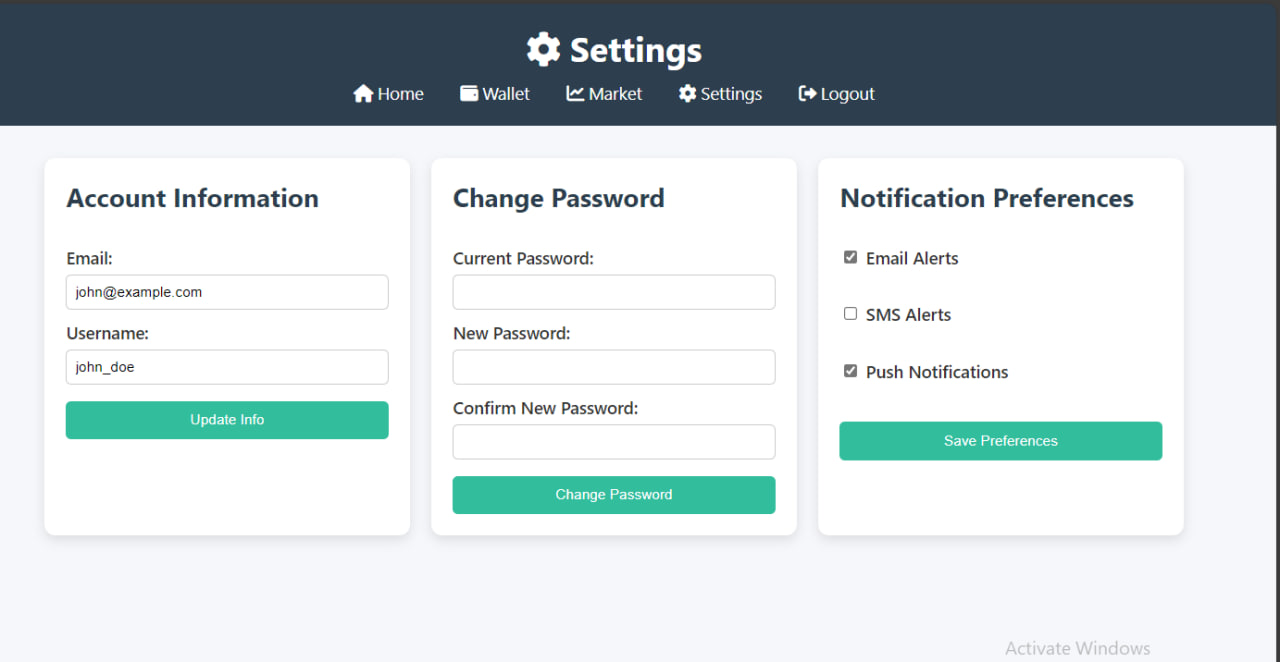 Settings
Home Wallet Market Settings Logout
Account Information
Email:
john@example.com
Username:
john_doe
Update Info
Change Password
Current Password:
New Password:
Confirm New Password:
Change Password
Notification Preferences
Email Alerts
SMS Alerts
Push Notifications
Save Preferences
Activate Windows